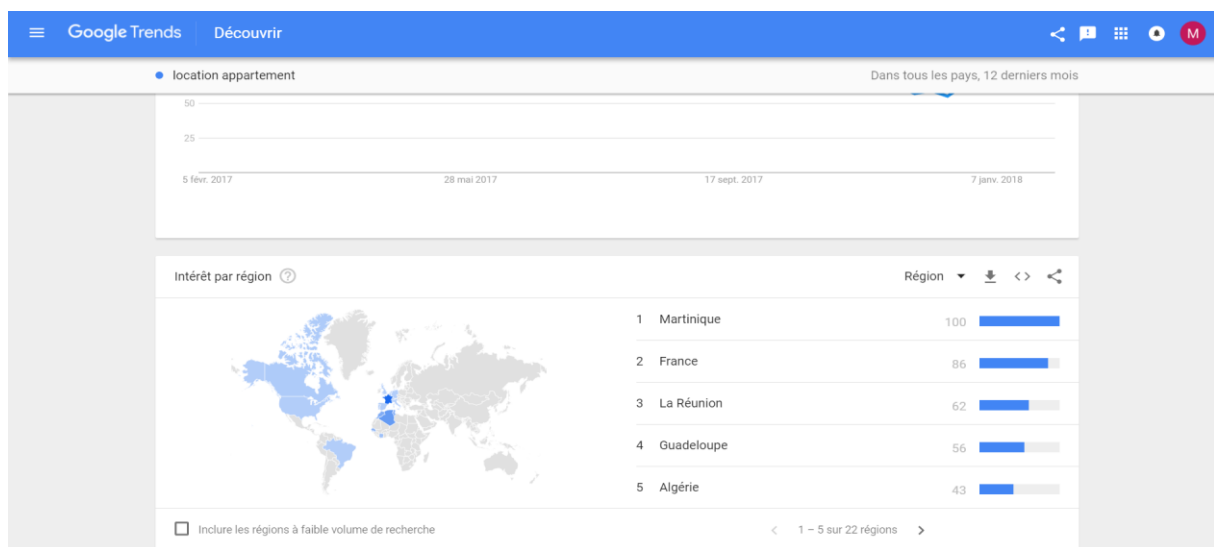 Google Trends Découvrir M
location appartement Dans tous les pays, 12 derniers mois
50
25
5 févr. 2017 28 mai 2017 17 sept. 2017 7 janv. 2018
Intérêt par région ? Région <>
1 Martinique 100
2 France 86
3 La Réunion 62
4 Guadeloupe 56
5 Algérie 43
Inclure les régions à faible volume de recherche < 1 – 5 sur 22 régions >